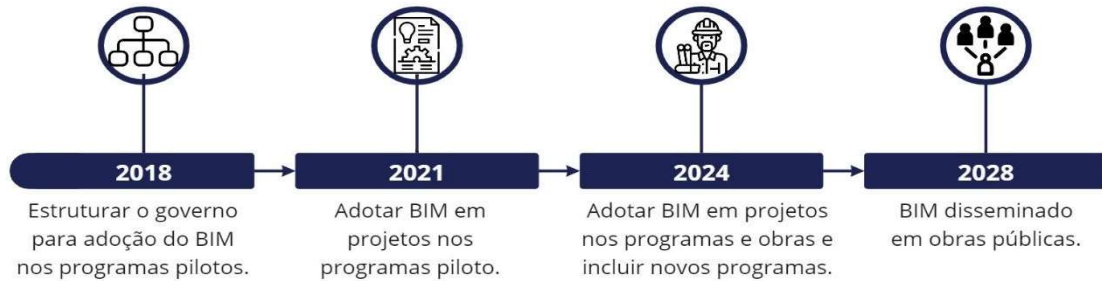 2018
Estruturar o governo
para adoção do BIM
nos programas pilotos.
2021
Adotar BIM em
projetos nos
programas piloto.
2024
Adotar BIM em projetos
nos programas e obras e
incluir novos programas.
2028
BIM disseminado
em obras públicas.